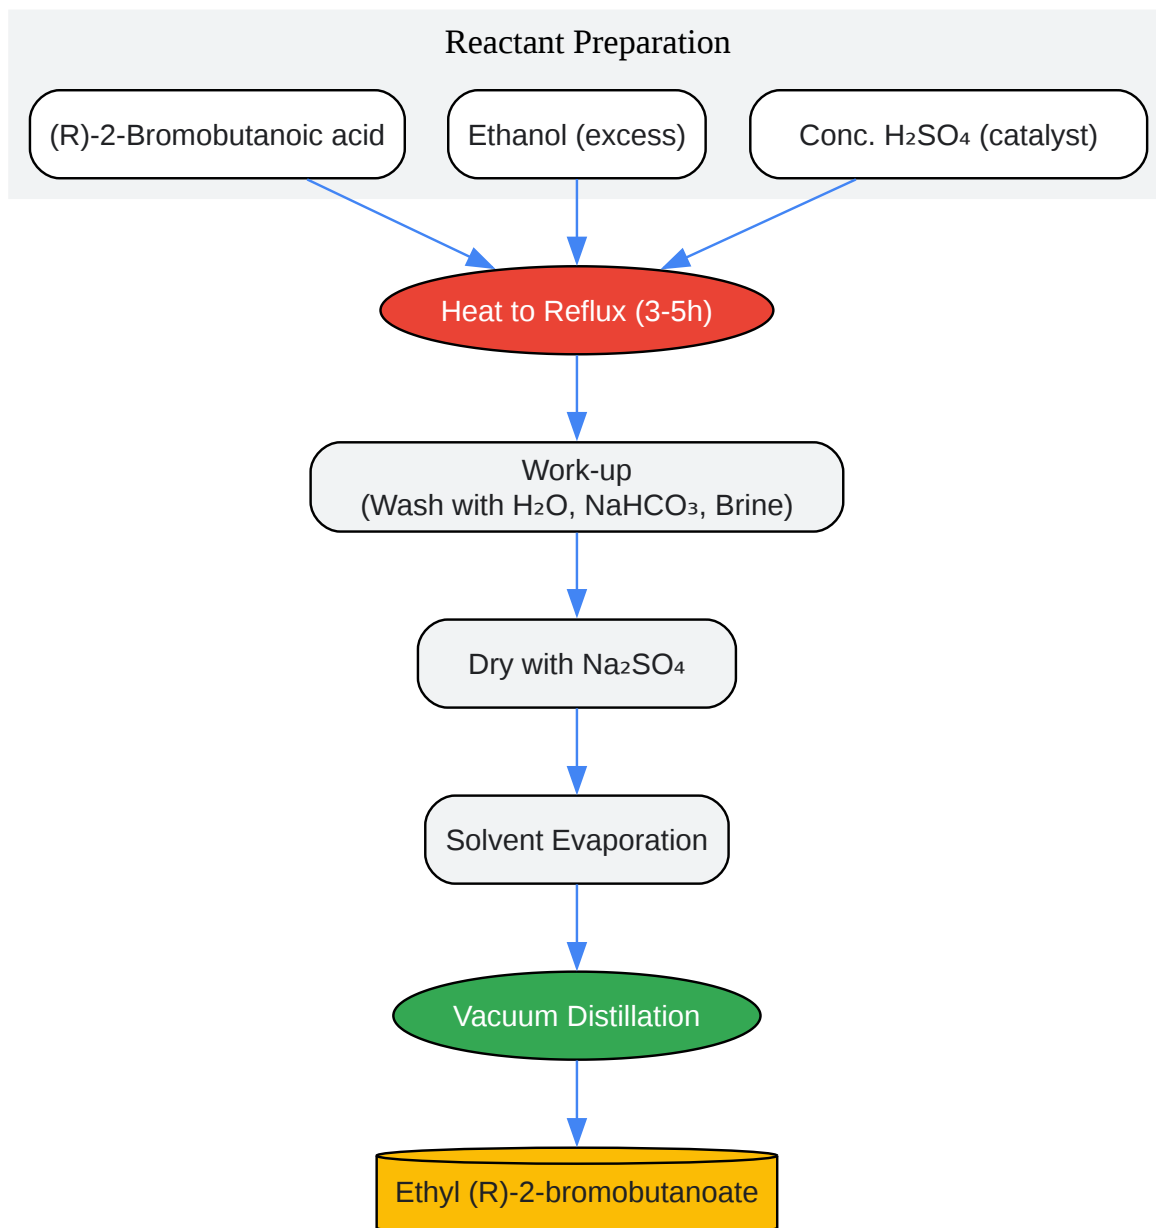 Reactant Preparation
(R)-2-Bromobutanoic acid
Ethanol (excess)
Conc. H₂SO₄ (catalyst)
Heat to Reflux (3-5h)
Work-up
(Wash with H₂O, NaHCO₃, Brine)
Dry with Na₂SO₄
Solvent Evaporation
Vacuum Distillation
Ethyl (R)-2-bromobutanoate